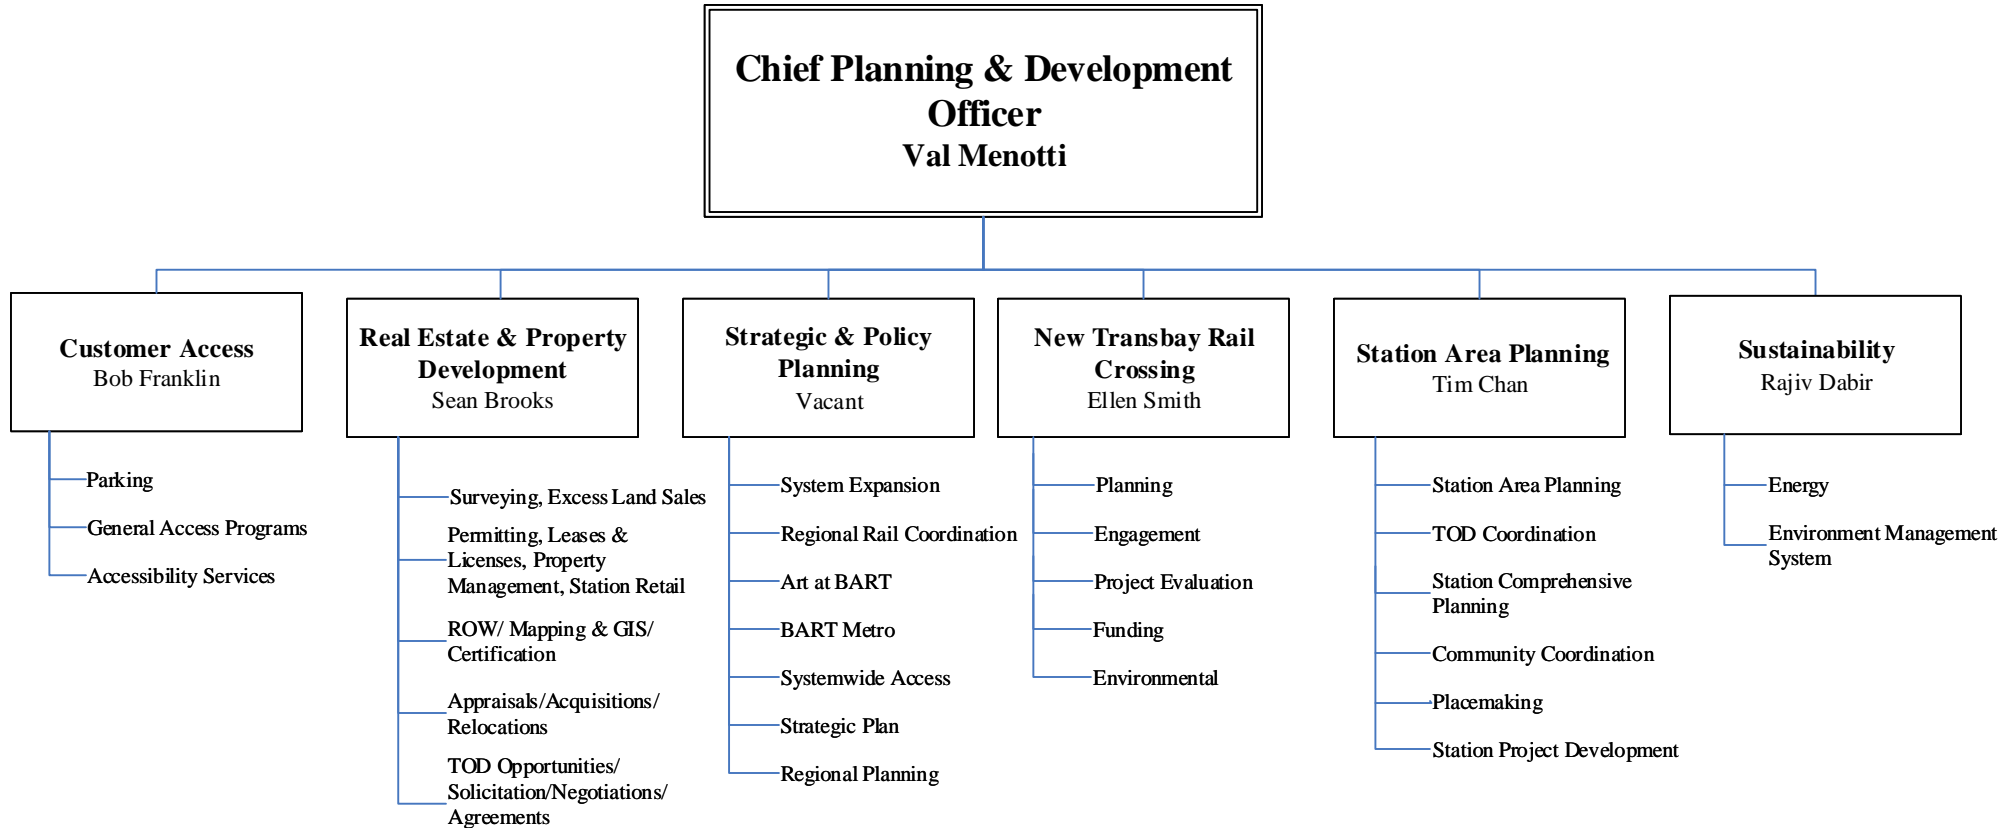 Chief Planning & Development
Officer
Val Menotti
Customer Access
Bob Franklin
Parking
General Access Programs
Accessibility Services
Real Estate & Property
Development
Sean Brooks
Surveying, Excess Land Sales
Permitting, Leases &
Licenses, Property
Management, Station Retail
ROW/ Mapping & GIS/
Certification
Appraisals/Acquisitions/
Relocations
TOD Opportunities/
Solicitation/Negotiations/
Agreements
Strategic & Policy
Planning
Vacant
System Expansion
Regional Rail Coordination
Art at BART
BART Metro
Systemwide Access
Strategic Plan
Regional Planning
New Transbay Rail
Crossing
Ellen Smith
Planning
Engagement
Project Evaluation
Funding
Environmental
Station Area Planning
Tim Chan
Station Area Planning
TOD Coordination
Station Comprehensive
Planning
Community Coordination
Placemaking
Station Project Development
Sustainability
Rajiv Dabir
Energy
Environment Management
System